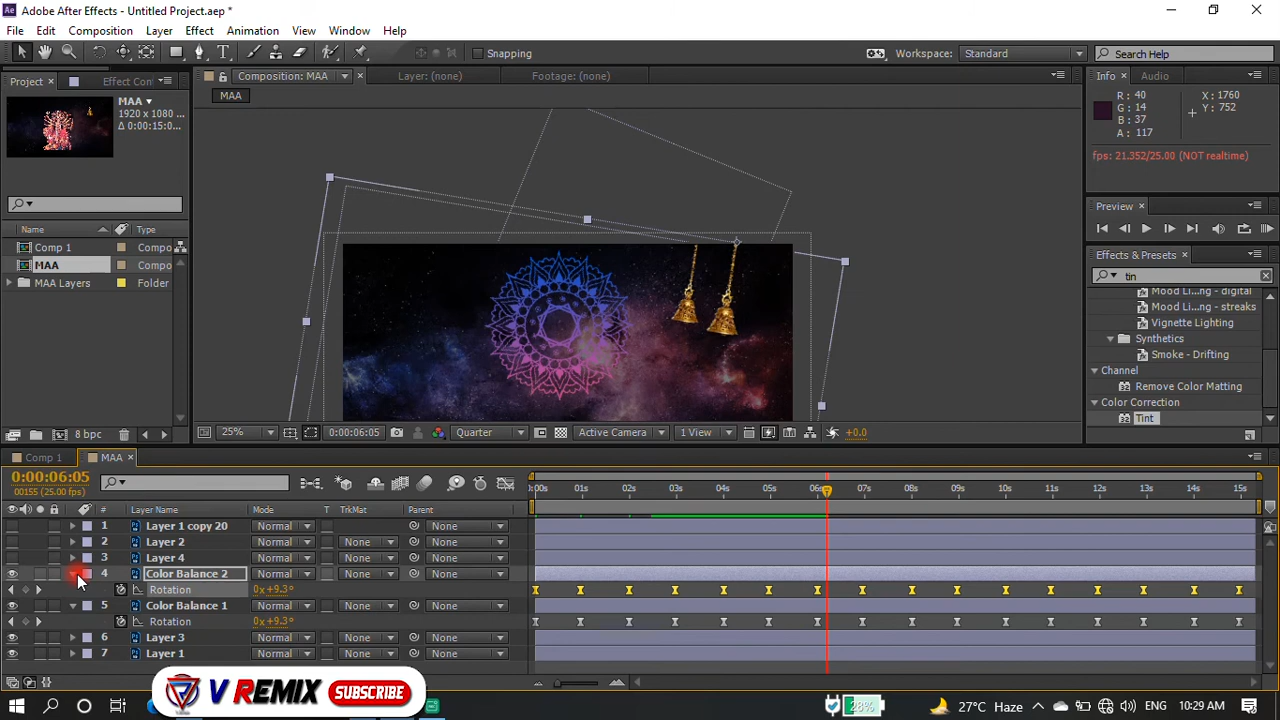 Adobe After Effects - Untitled Project.aep *
File Edit Composition Layer Effect Animation View Window Help
Snapping Workspace: Standard Search Help
Project Effect Con Composition: MAA Layer: (none) Footage: (none) Info Audio
MAA
MAA
1920 x 1080
Δ 0:00:15:0...
R: 40 X: 1760
G: 14 Y: 752
B: 37
A: 117
fps: 21.352/25.00 (NOT realtime)
Preview
Name Type
Comp 1 Compo
MAA Compo
MAA Layers Folder
Effects & Presets
tin
Mood Li...ng - digital
Mood Li...ng - streaks
Vignette Lighting
Synthetics
Smoke - Drifting
Channel
Remove Color Matting
Color Correction
Tint
8 bpc
25% 0:00:06:05 Quarter Active Camera 1 View +0.0
Comp 1 MAA
0:00:06:05
00155 (25.00 fps)
:00s 01s 02s 03s 04s 05s 06s 07s 08s 09s 10s 11s 12s 13s 14s 15s
# Layer Name Mode T TrkMat Parent
1 Layer 1 copy 20 Normal None
2 Layer 2 Normal None None
3 Layer 4 Normal None None
4 Color Balance 2 Normal None None
Rotation 0x+9.3°
5 Color Balance 1 Normal None None
Rotation 0x+9.3°
6 Layer 3 Normal None None
7 Layer 1 Normal None None
V REMIX SUBSCRIBE
28% 27°C Haze ENG 10:29 AM